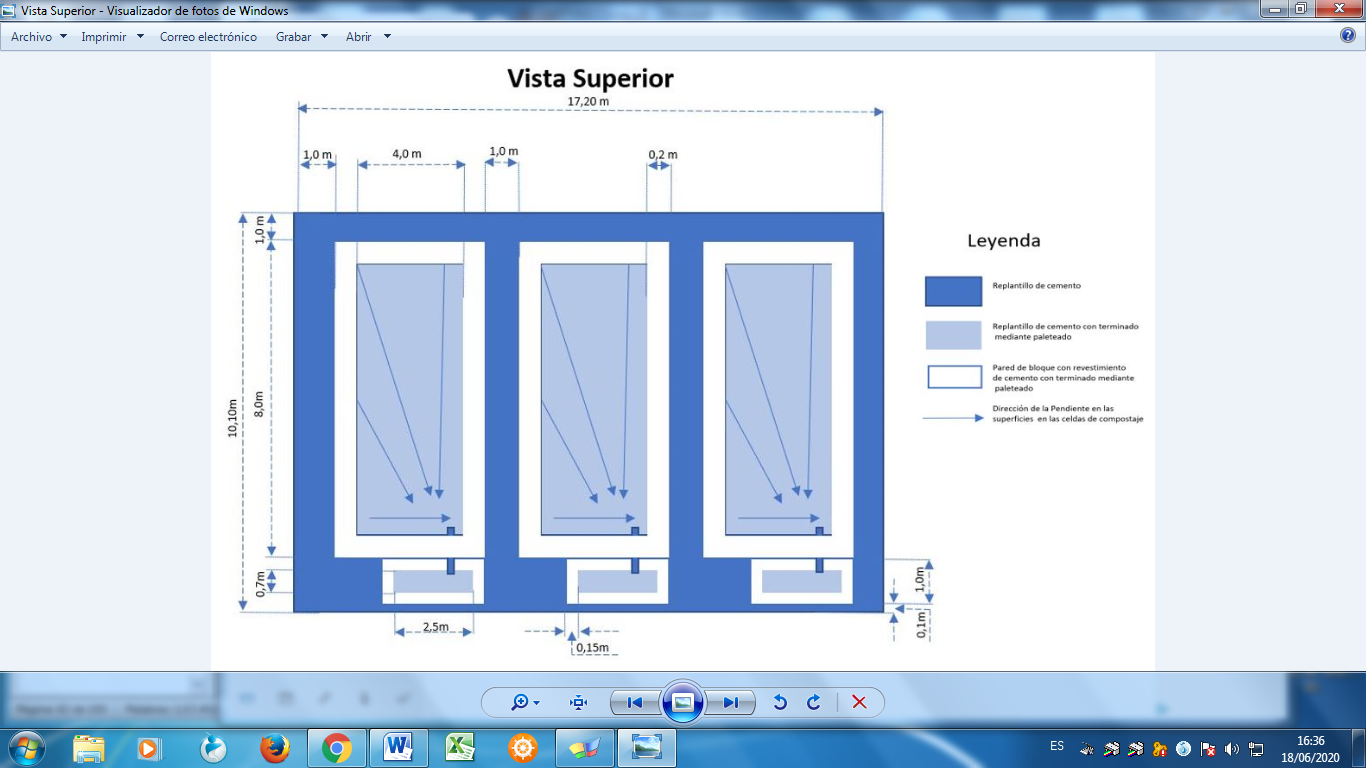 Vista Superior - Visualizador de fotos de Windows
Archivo
Imprimir
Correo electrónico
Grabar
Abrir
Vista Superior
17,20 m
1,0 m
4,0 m
1,0 m
0,2 m
1,0 m
10,10m
8,0m
0,7m
2,5m
0,15m
1,0m
0,1m
Leyenda
Replantillo de cemento
Replantillo de cemento con terminado
mediante paleteado
Pared de bloque con revestimiento
de cemento con terminado mediante
paleteado
Dirección de la Pendiente en las
superficies en las celdas de compostaje
ES
16:36
18/06/2020